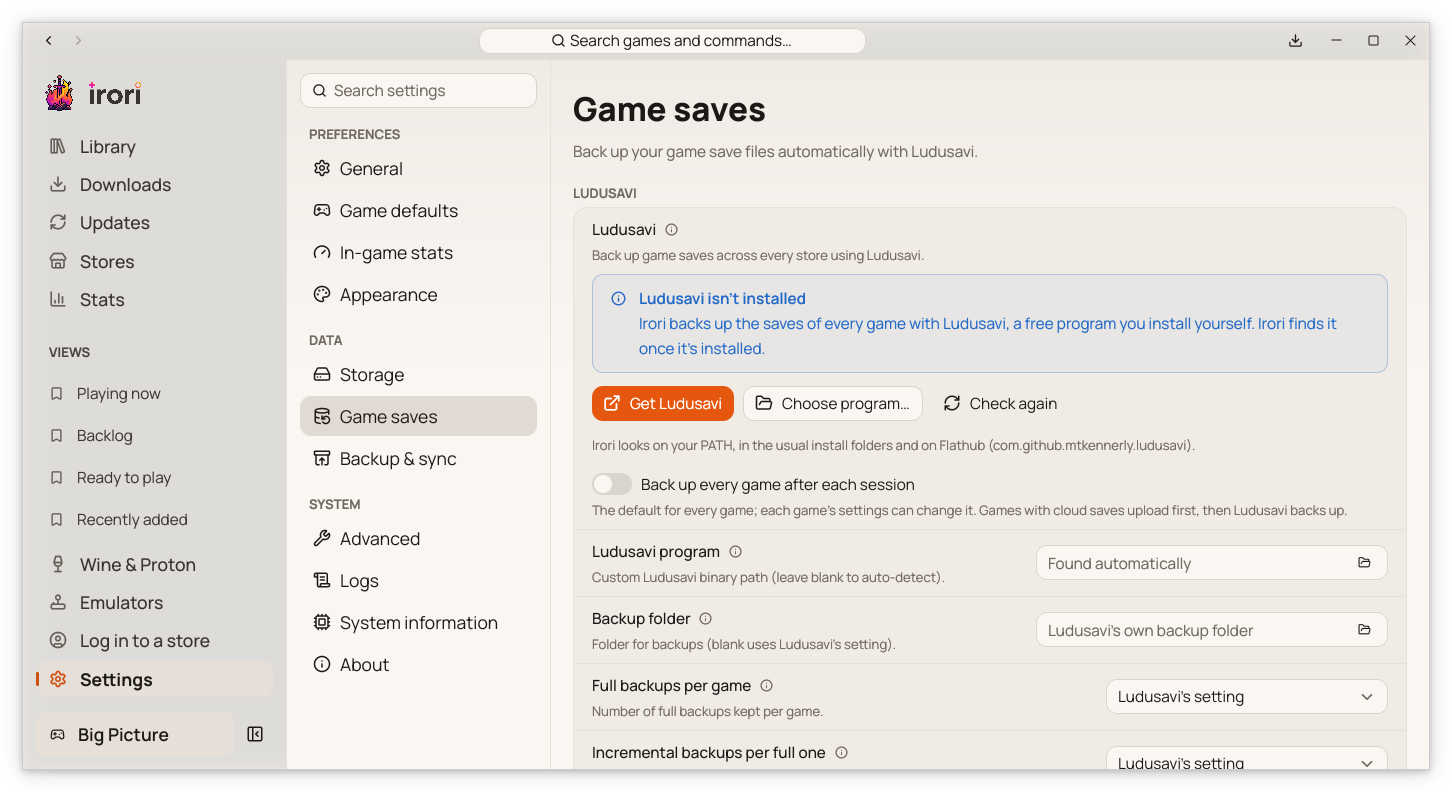 Search games and commands...
irori
Library
Downloads
Updates
Stores
Stats
VIEWS
Playing now
Backlog
Ready to play
Recently added
Wine & Proton
Emulators
Log in to a store
Settings
Big Picture
Search settings
PREFERENCES
General
Game defaults
In-game stats
Appearance
DATA
Storage
Game saves
Backup & sync
SYSTEM
Advanced
Logs
System information
About
Game saves
Back up your game save files automatically with Ludusavi.
LUDUSAVI
Ludusavi
Back up game saves across every store using Ludusavi.
Ludusavi isn't installed
Irori backs up the saves of every game with Ludusavi, a free program you install yourself. Irori finds it
once it's installed.
Get Ludusavi
Choose program...
Check again
Irori looks on your PATH, in the usual install folders and on Flathub (com.github.mtkennerly.ludusavi).
Back up every game after each session
The default for every game; each game's settings can change it. Games with cloud saves upload first, then Ludusavi backs up.
Ludusavi program
Custom Ludusavi binary path (leave blank to auto-detect).
Found automatically
Backup folder
Folder for backups (blank uses Ludusavi's setting).
Ludusavi's own backup folder
Full backups per game
Number of full backups kept per game.
Ludusavi's setting
Incremental backups per full one
Ludusavi's setting